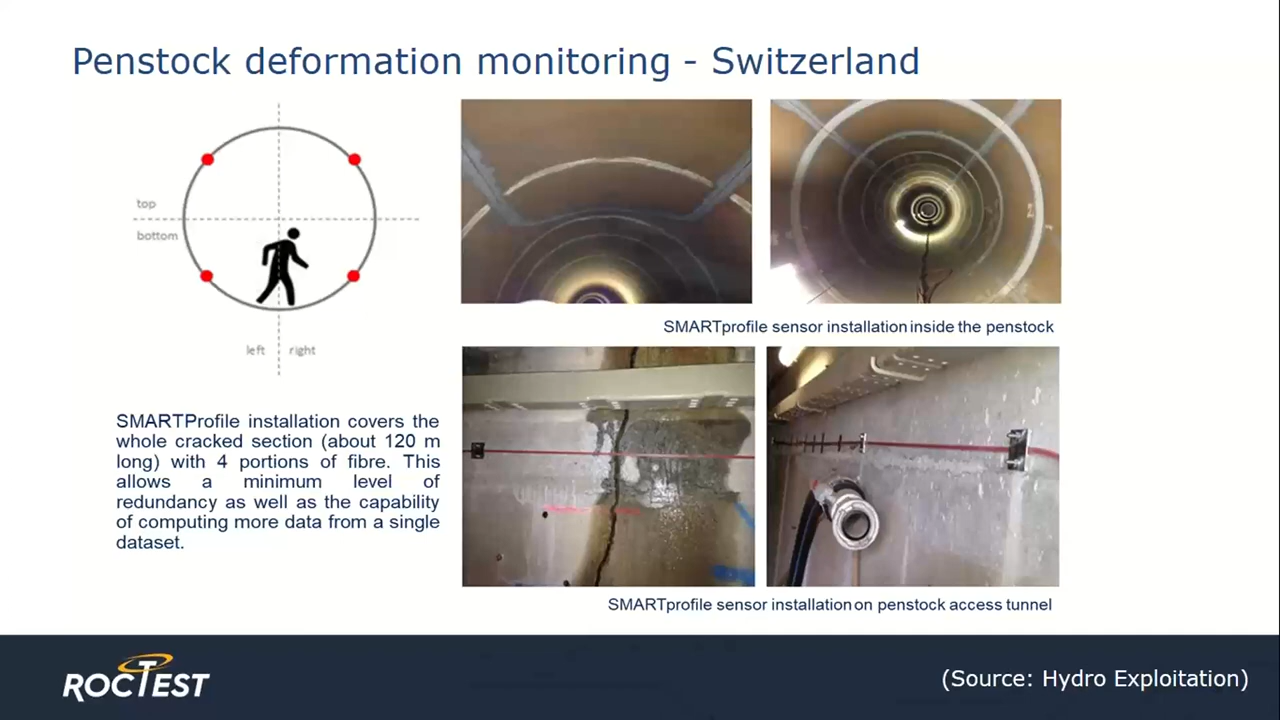 Penstock deformation monitoring - Switzerland
top
bottom
left
right
SMARTProfile installation covers the
whole cracked section (about 120 m
long) with 4 portions of fibre. This
allows a minimum level of
redundancy as well as the capability
of computing more data from a single
dataset.
SMARTprofile sensor installation inside the penstock
SMARTprofile sensor installation on penstock access tunnel
ROCTEST
(Source: Hydro Exploitation)